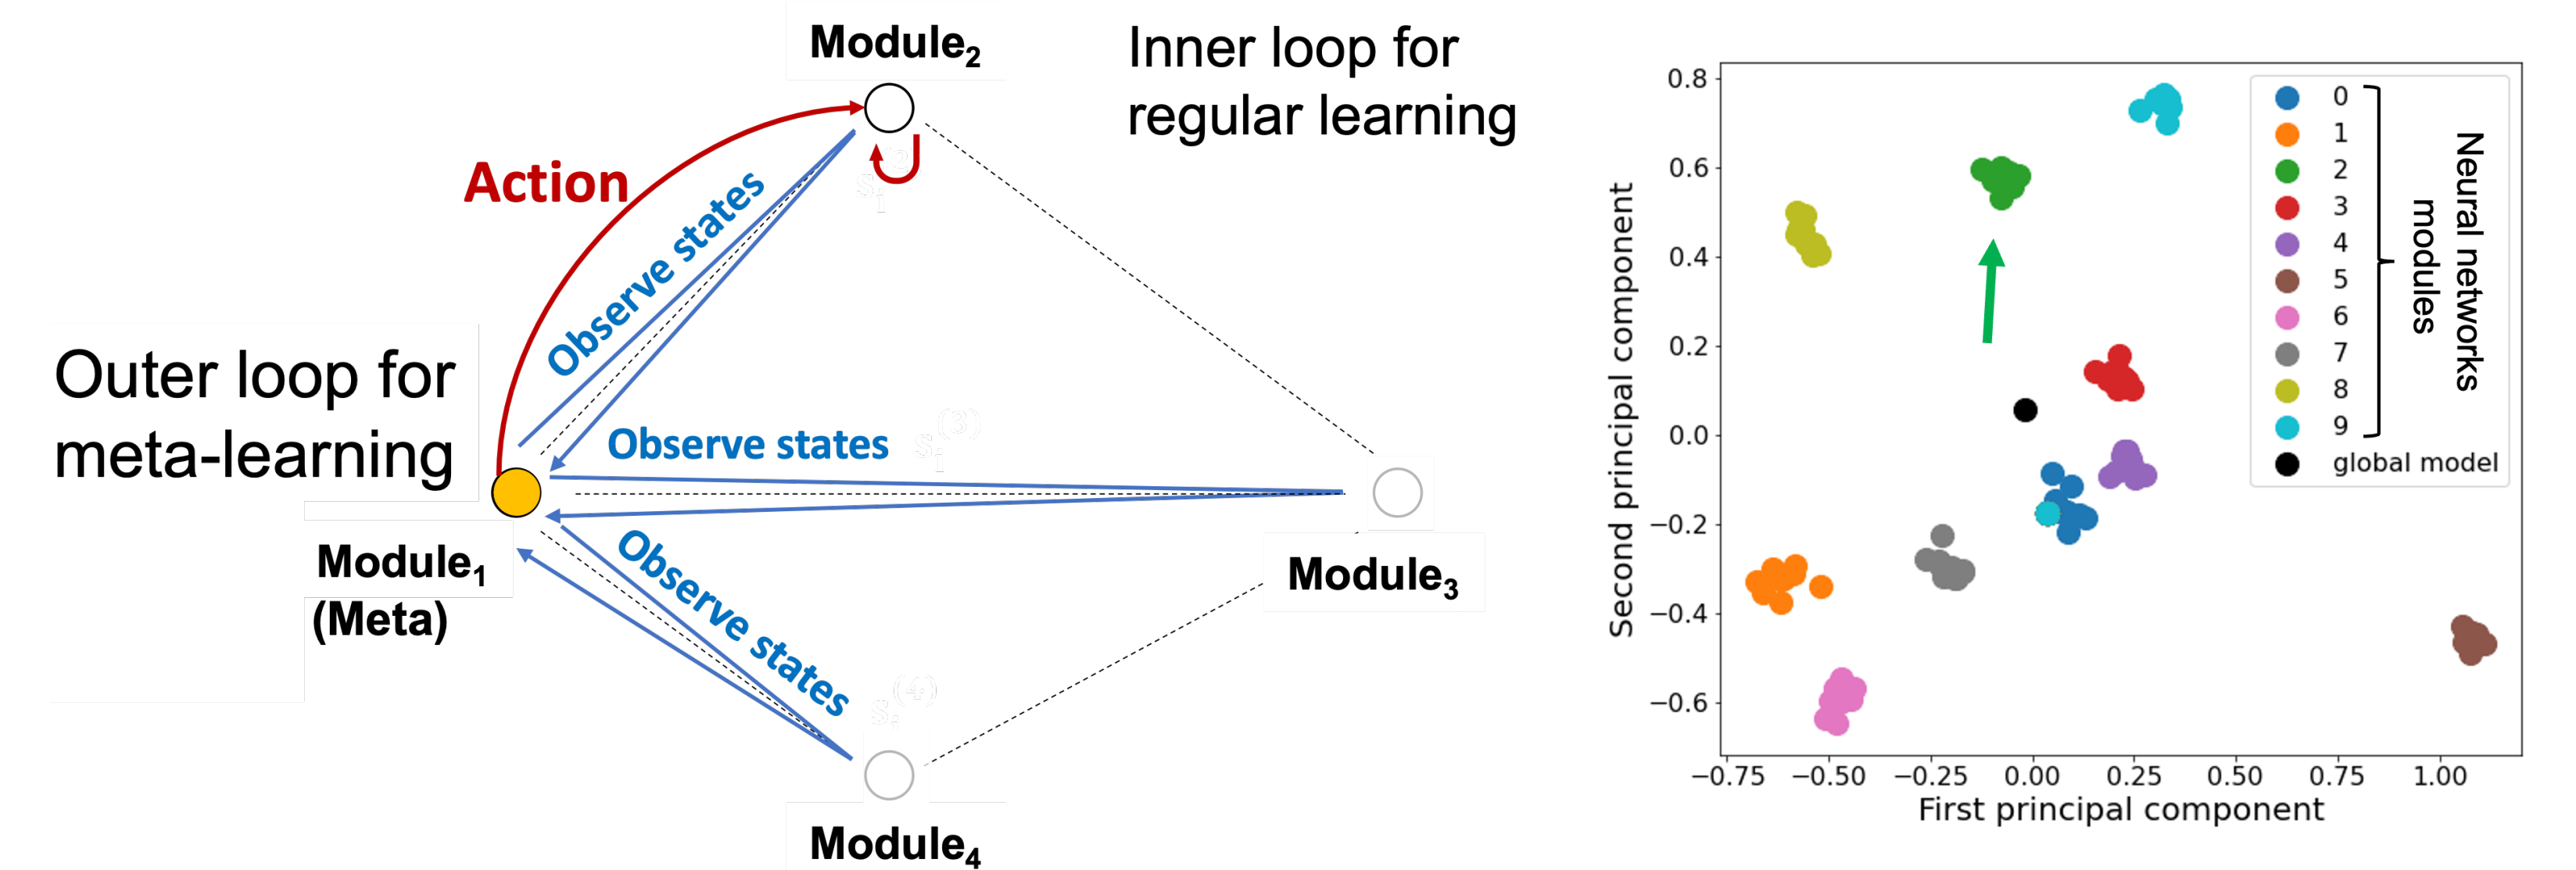 Module2
Inner loop for
regular learning
Action
Observe states
Outer loop for
meta-learning
Observe states
Module1
(Meta)
Observe states
Module3
Module4
0.8
0.6
0.4
0.2
0.0
−0.2
−0.4
−0.6
Second principal component
−0.75
−0.50
−0.25
0.00
0.25
0.50
0.75
1.00
First principal component
0
1
2
3
4
5
6
7
8
9
global model
Neural networks
modules